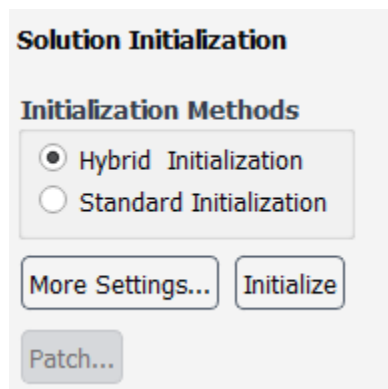 Solution Initialization
Initialization Methods
Hybrid Initialization
Standard Initialization
More Settings... Initialize
Patch...